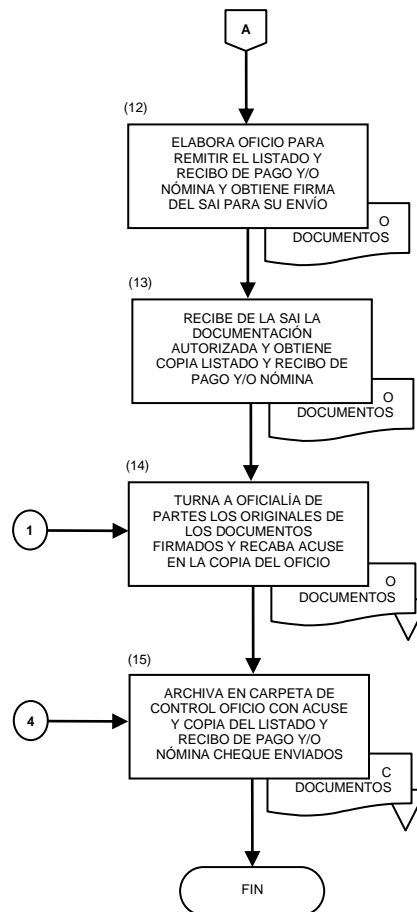 A
(12)
ELABORA OFICIO PARA
REMITIR EL LISTADO Y
RECIBO DE PAGO Y/O
NÓMINA Y OBTIENE FIRMA
DEL SAI PARA SU ENVÍO
O
DOCUMENTOS
(13)
RECIBE DE LA SAI LA
DOCUMENTACIÓN
AUTORIZADA Y OBTIENE
COPIA LISTADO Y RECIBO DE
PAGO Y/O NÓMINA
O
DOCUMENTOS
(14)
1
TURNA A OFICIALÍA DE
PARTES LOS ORIGINALES DE
LOS DOCUMENTOS
FIRMADOS Y RECABA ACUSE
EN LA COPIA DEL OFICIO
O
DOCUMENTOS
(15)
4
ARCHIVA EN CARPETA DE
CONTROL OFICIO CON ACUSE
Y COPIA DEL LISTADO Y
RECIBO DE PAGO Y/O
NÓMINA CHEQUE ENVIADOS
C
DOCUMENTOS
FIN